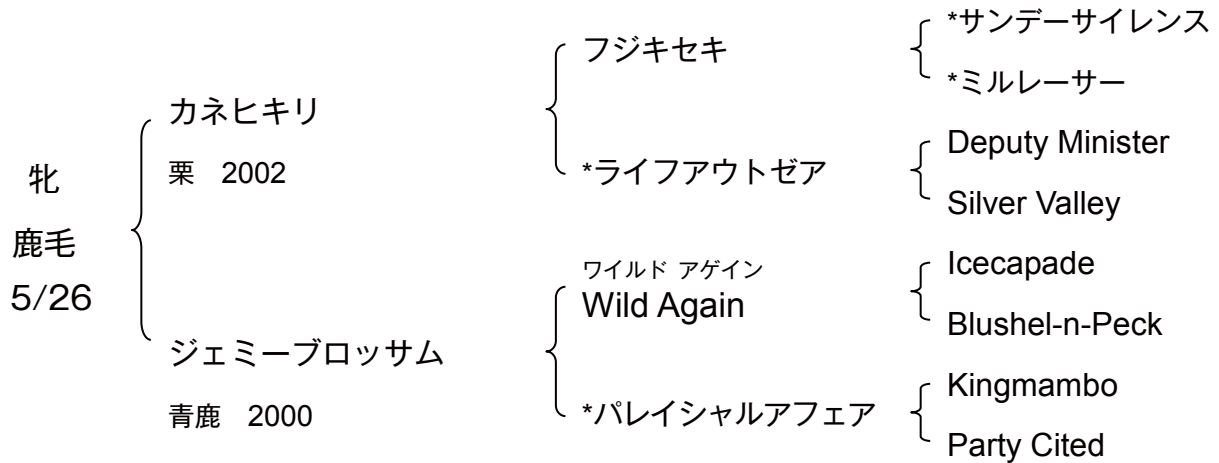 牝
鹿毛
5/26
カネヒキリ
栗 2002
ジェミーブロッサム
青鹿 2000
フジキセキ
*ライフアウトゼア
ワイルド アゲイン
Wild Again
*パレイシャルアフェア
*サンデーサイレンス
*ミルレーサー
Deputy Minister
Silver Valley
Icecapade
Blushel-n-Peck
Kingmambo
Party Cited